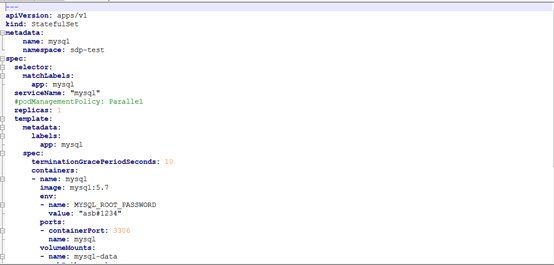 ---
apiVersion: apps/v1
kind: StatefulSet
metadata:
    name: mysql
    namespace: sdp-test
spec:
  selector:
    matchLabels:
      app: mysql
  serviceName: "mysql"
  #podManagementPolicy: Parallel
  replicas: 1
  template:
    metadata:
      labels:
        app: mysql
    spec:
      terminationGracePeriodSeconds: 10
      containers:
      - name: mysql
        image: mysql:5.7
        env:
        - name: MYSQL_ROOT_PASSWORD
          value: "asb#1234"
        ports:
        - containerPort: 3306
          name: mysql
        volumeMounts:
        - name: mysql-data